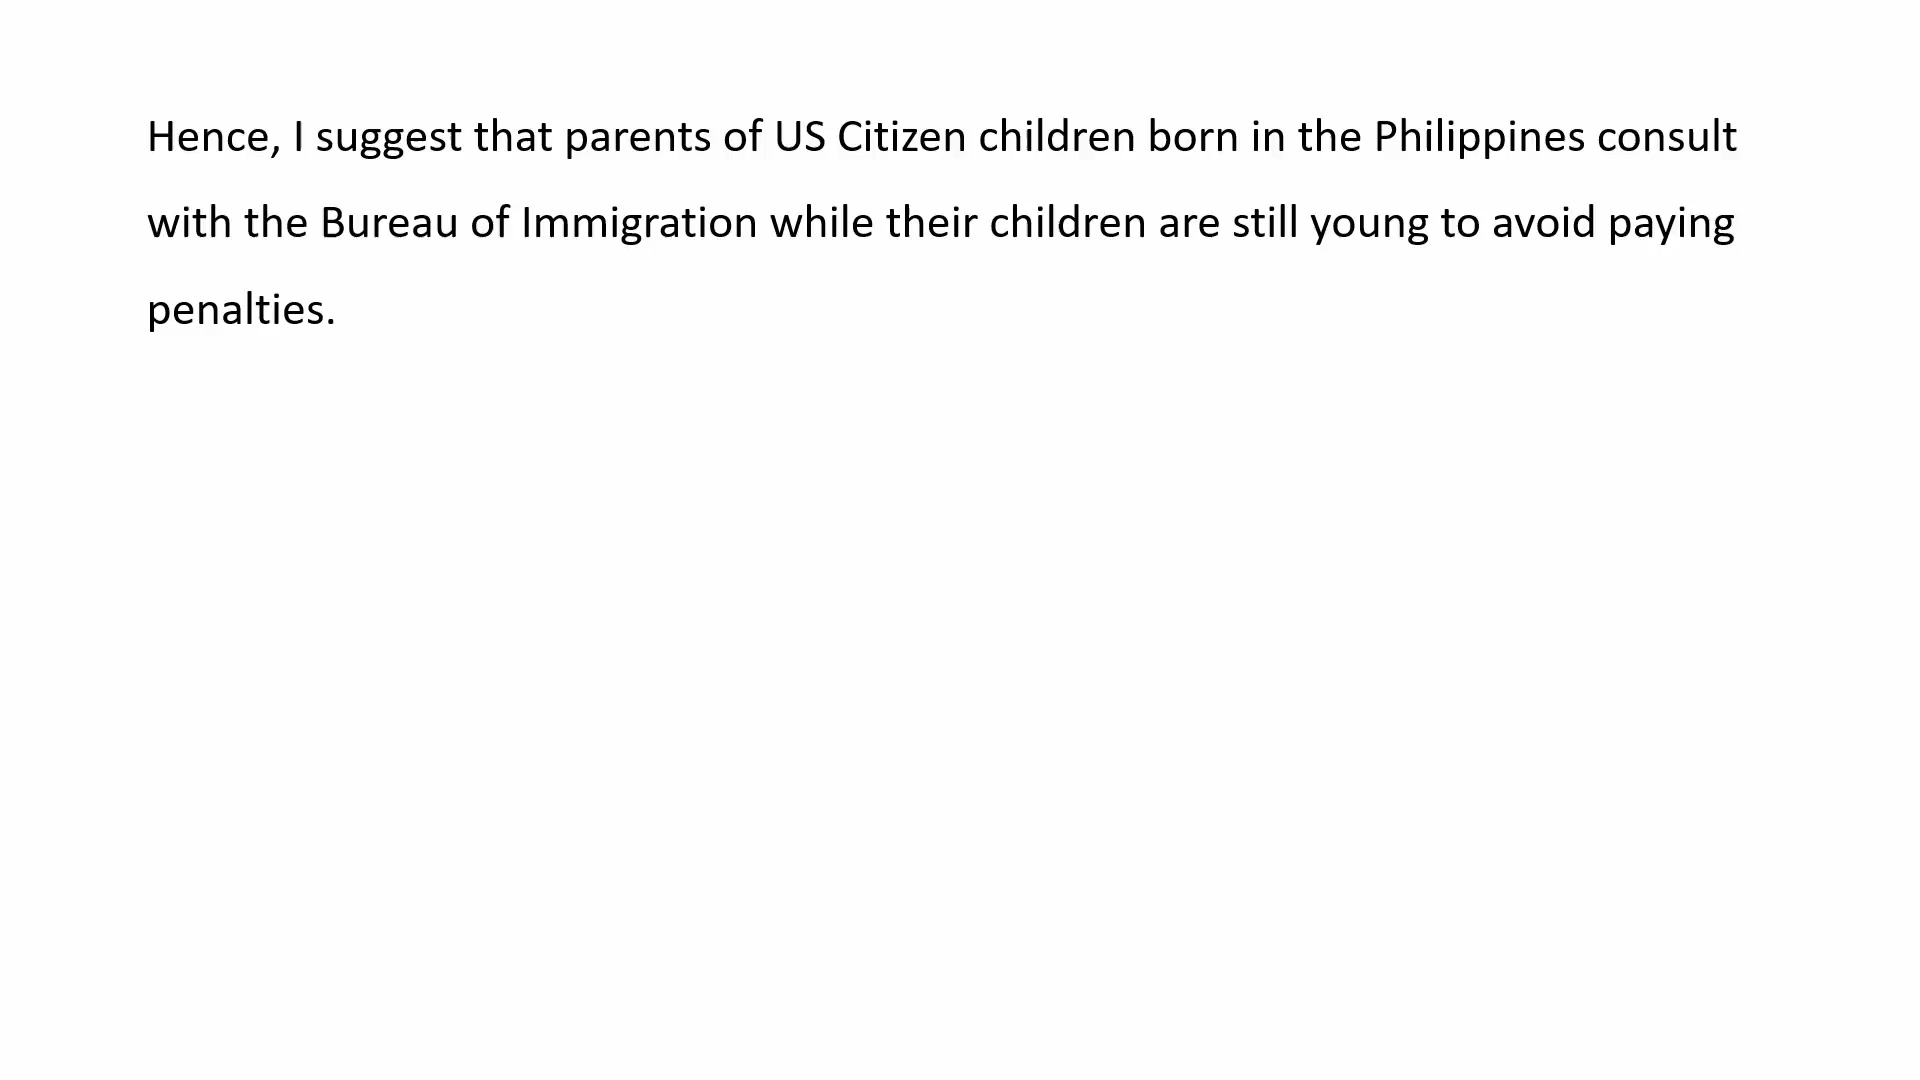 Hence, I suggest that parents of US Citizen children born in the Philippines consult
with the Bureau of Immigration while their children are still young to avoid paying
penalties.